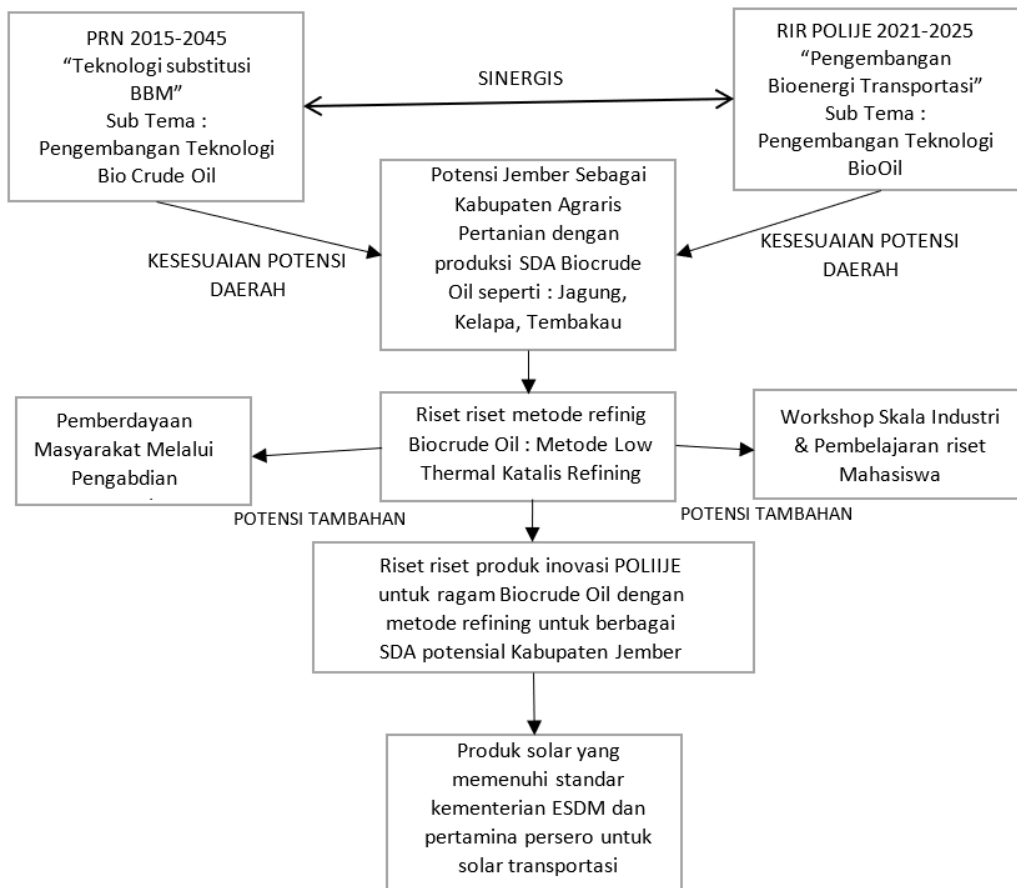 PRN 2015-2045
“Teknologi substitusi
BBM”
Sub Tema :
Pengembangan Teknologi
Bio Crude Oil
SINERGIS
RIR POLIJE 2021-2025
“Pengembangan
Bioenergi Transportasi”
Sub Tema :
Pengembangan Teknologi
BioOil
KESESUAIAN POTENSI
DAERAH
Potensi Jember Sebagai
Kabupaten Agraris
Pertanian dengan
produksi SDA Biocrude
Oil seperti : Jagung,
Kelapa, Tembakau
KESESUAIAN POTENSI
DAERAH
Pemberdayaan
Masyarakat Melalui
Pengabdian
Riset riset metode refinig
Biocrude Oil : Metode Low
Thermal Katalis Refining
Workshop Skala Industri
& Pembelajaran riset
Mahasiswa
POTENSI TAMBAHAN
POTENSI TAMBAHAN
Riset riset produk inovasi POLIIJE
untuk ragam Biocrude Oil dengan
metode refining untuk berbagai
SDA potensial Kabupaten Jember
Produk solar yang
memenuhi standar
kementerian ESDM dan
pertamina persero untuk
solar transportasi